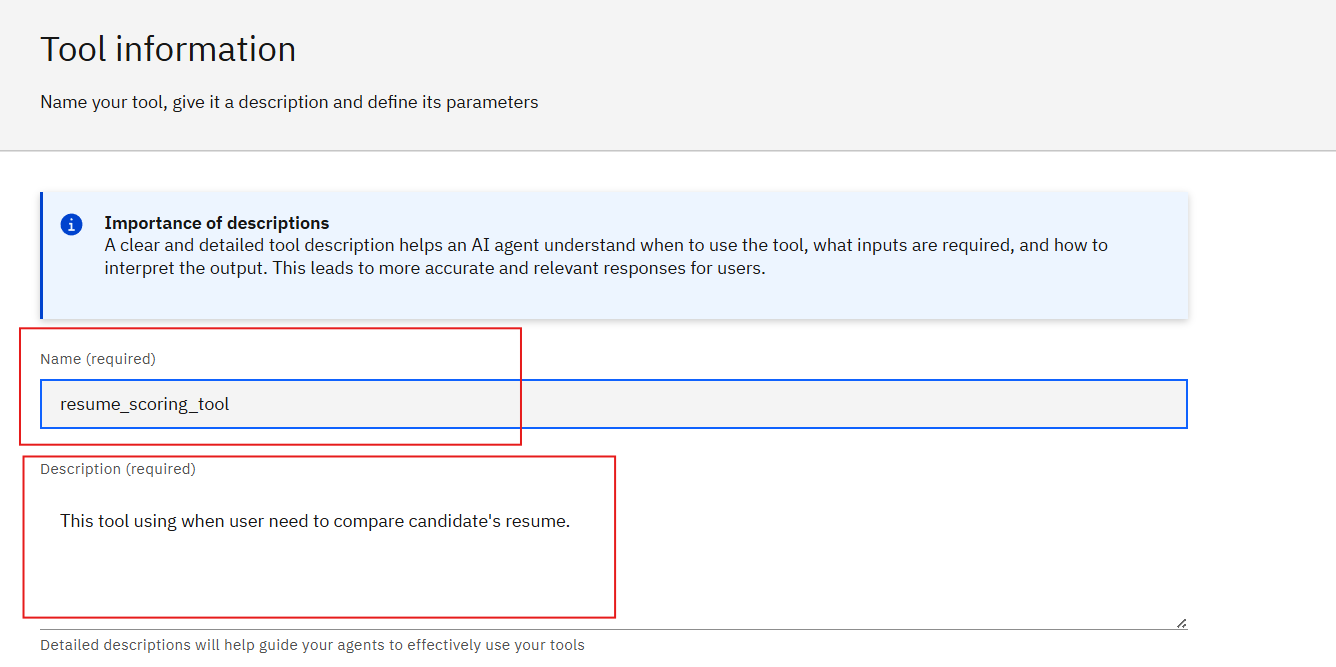 Tool information
Name your tool, give it a description and define its parameters
Importance of descriptions
A clear and detailed tool description helps an AI agent understand when to use the tool, what inputs are required, and how to
interpret the output. This leads to more accurate and relevant responses for users.
Name (required)
resume_scoring_tool
Description (required)
This tool using when user need to compare candidate's resume.
Detailed descriptions will help guide your agents to effectively use your tools